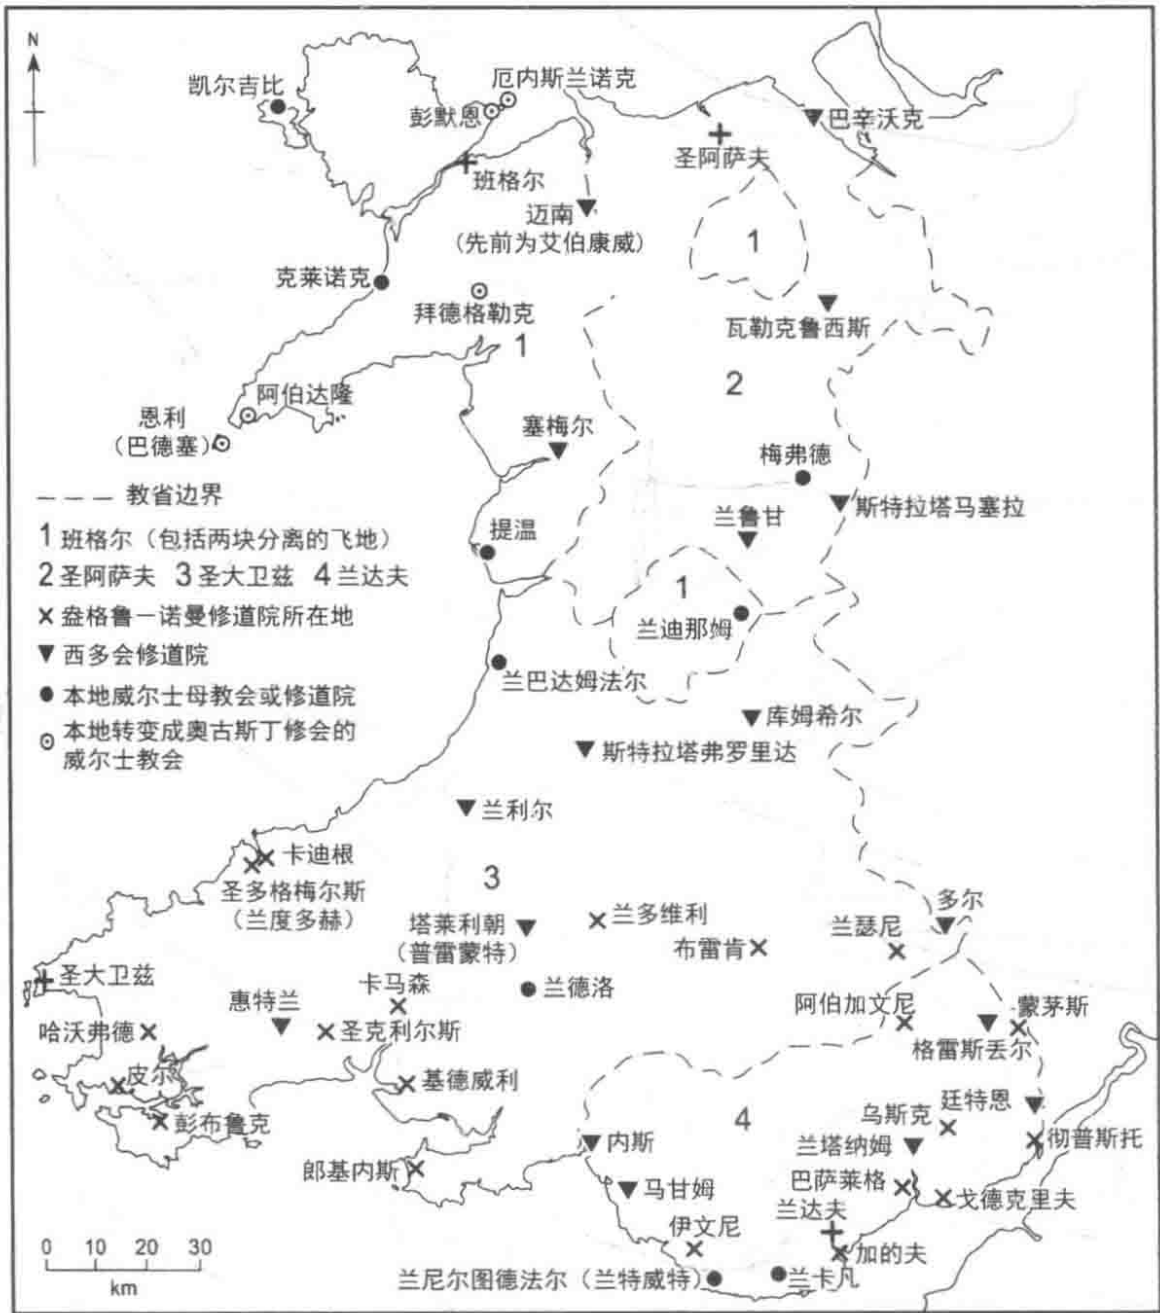 N
凯尔吉比
厄内斯兰诺克
彭默恩
巴辛沃克
圣阿萨夫
班格尔
迈南
(先前为艾伯康威)
1
克莱诺克
拜德格勒克
瓦勒克鲁西斯
1
2
阿伯达隆
恩利
(巴德塞)
塞梅尔
梅弗德
斯特拉塔马塞拉
兰鲁甘
提温
1
兰迪那姆
教省边界
1 班格尔（包括两块分离的飞地）
2 圣阿萨夫 3 圣大卫兹 4 兰达夫
盎格鲁－诺曼修道院所在地
西多会修道院
本地威尔士母教会或修道院
本地转变成奥古斯丁修会的
威尔士教会
兰巴达姆法尔
库姆希尔
斯特拉塔弗罗里达
兰利尔
卡迪根
圣多格梅尔斯
(兰度多赫)
3
塔莱利朝
(普雷蒙特)
兰多维利
布雷肯
兰瑟尼
多尔
圣大卫兹
卡马森
兰德洛
惠特兰
哈沃弗德
圣克利尔斯
阿伯加文尼
蒙茅斯
格雷斯丢尔
皮尔
基德威利
彭布鲁克
4
廷特恩
乌斯克
彻普斯托
兰塔纳姆
内斯
郎基内斯
马甘姆
巴萨莱格
戈德克里夫
兰达夫
伊文尼
加的夫
兰尼尔图德法尔（兰特威特）
兰卡凡
0 10 20 30
km